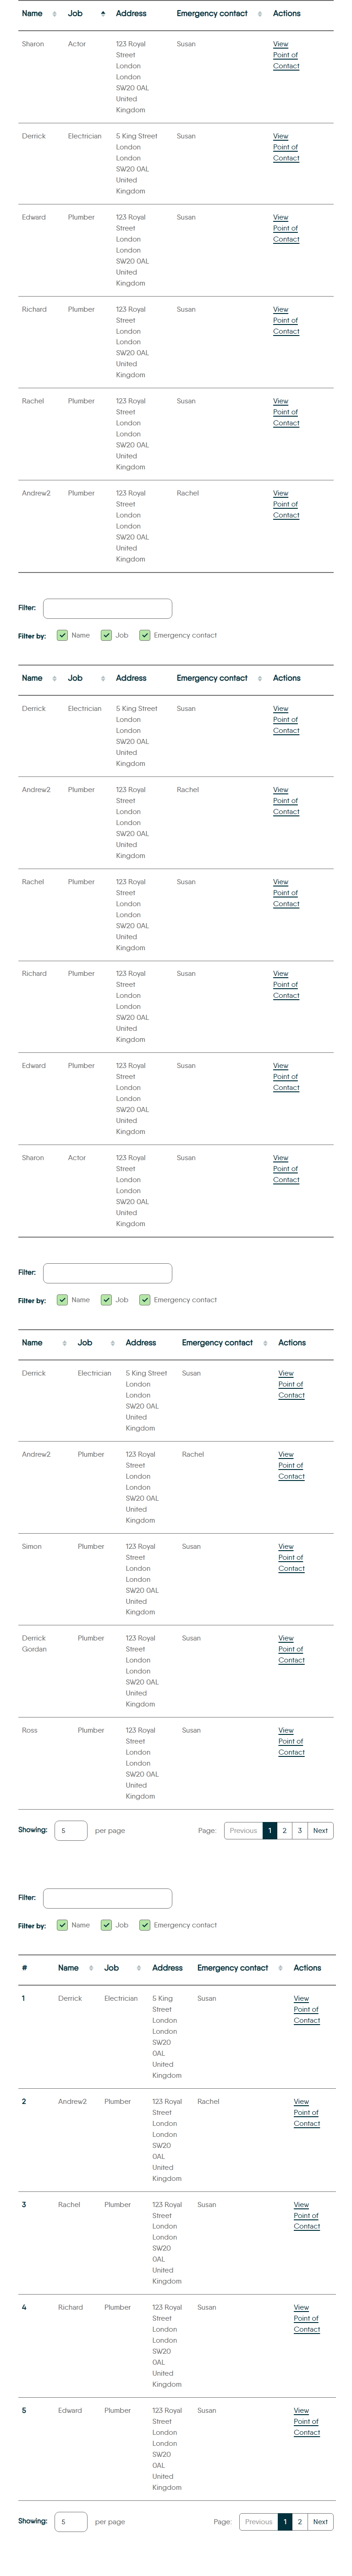 Name Job Address Emergency contact Actions
Sharon Actor 123 Royal Susan View
Street Point of
London Contact
London
SW20 0AL
United
Kingdom
Derrick Electrician 5 King Street Susan View
London Point of
London Contact
SW20 0AL
United
Kingdom
Edward Plumber 123 Royal Susan View
Street Point of
London Contact
London
SW20 0AL
United
Kingdom
Richard Plumber 123 Royal Susan View
Street Point of
London Contact
London
SW20 0AL
United
Kingdom
Rachel Plumber 123 Royal Susan View
Street Point of
London Contact
London
SW20 0AL
United
Kingdom
Andrew2 Plumber 123 Royal Rachel View
Street Point of
London Contact
London
SW20 0AL
United
Kingdom
Filter:
Filter by: Name Job Emergency contact
Name Job Address Emergency contact Actions
Derrick Electrician 5 King Street Susan View
London Point of
London Contact
SW20 0AL
United
Kingdom
Andrew2 Plumber 123 Royal Rachel View
Street Point of
London Contact
London
SW20 0AL
United
Kingdom
Rachel Plumber 123 Royal Susan View
Street Point of
London Contact
London
SW20 0AL
United
Kingdom
Richard Plumber 123 Royal Susan View
Street Point of
London Contact
London
SW20 0AL
United
Kingdom
Edward Plumber 123 Royal Susan View
Street Point of
London Contact
London
SW20 0AL
United
Kingdom
Sharon Actor 123 Royal Susan View
Street Point of
London Contact
London
SW20 0AL
United
Kingdom
Filter:
Filter by: Name Job Emergency contact
Name Job Address Emergency contact Actions
Derrick Electrician 5 King Street Susan View
London Point of
London Contact
SW20 0AL
United
Kingdom
Andrew2 Plumber 123 Royal Rachel View
Street Point of
London Contact
London
SW20 0AL
United
Kingdom
Simon Plumber 123 Royal Susan View
Street Point of
London Contact
London
SW20 0AL
United
Kingdom
Derrick Plumber 123 Royal Susan View
Gordan Street Point of
London Contact
London
SW20 0AL
United
Kingdom
Ross Plumber 123 Royal Susan View
Street Point of
London Contact
London
SW20 0AL
United
Kingdom
Showing: 5 per page Page: Previous 1 2 3 Next
Filter:
Filter by: Name Job Emergency contact
# Name Job Address Emergency contact Actions
1 Derrick Electrician 5 King Susan View
Street Point of
London Contact
London
SW20
0AL
United
Kingdom
2 Andrew2 Plumber 123 Royal Rachel View
Street Point of
London Contact
London
SW20
0AL
United
Kingdom
3 Rachel Plumber 123 Royal Susan View
Street Point of
London Contact
London
SW20
0AL
United
Kingdom
4 Richard Plumber 123 Royal Susan View
Street Point of
London Contact
London
SW20
0AL
United
Kingdom
5 Edward Plumber 123 Royal Susan View
Street Point of
London Contact
London
SW20
0AL
United
Kingdom
Showing: 5 per page Page: Previous 1 2 Next